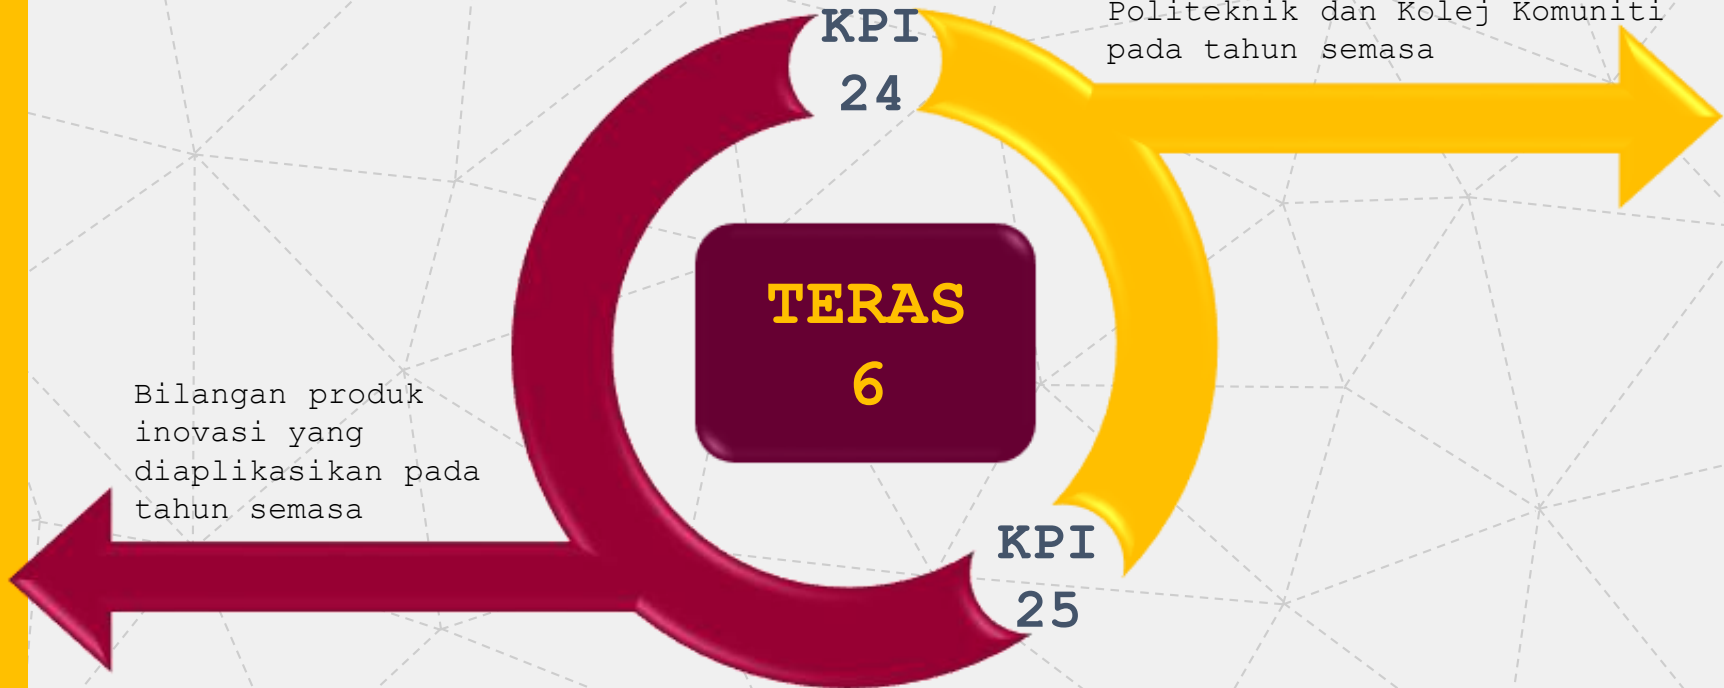 Politeknik dan Kolej Komuniti
pada tahun semasa
KPI
24
TERAS
6
Bilangan produk
inovasi yang
diaplikasikan pada
tahun semasa
KPI
25